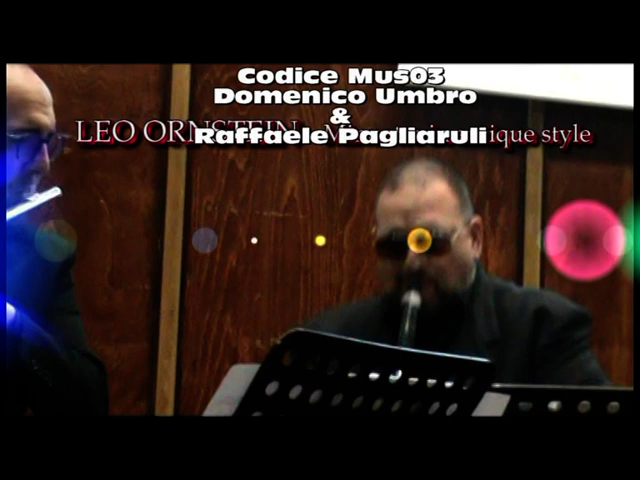 Codice Mus03
Domenico Umbro
&
LEO ORNSTEIN ique style
Raffaele Pagliaruli